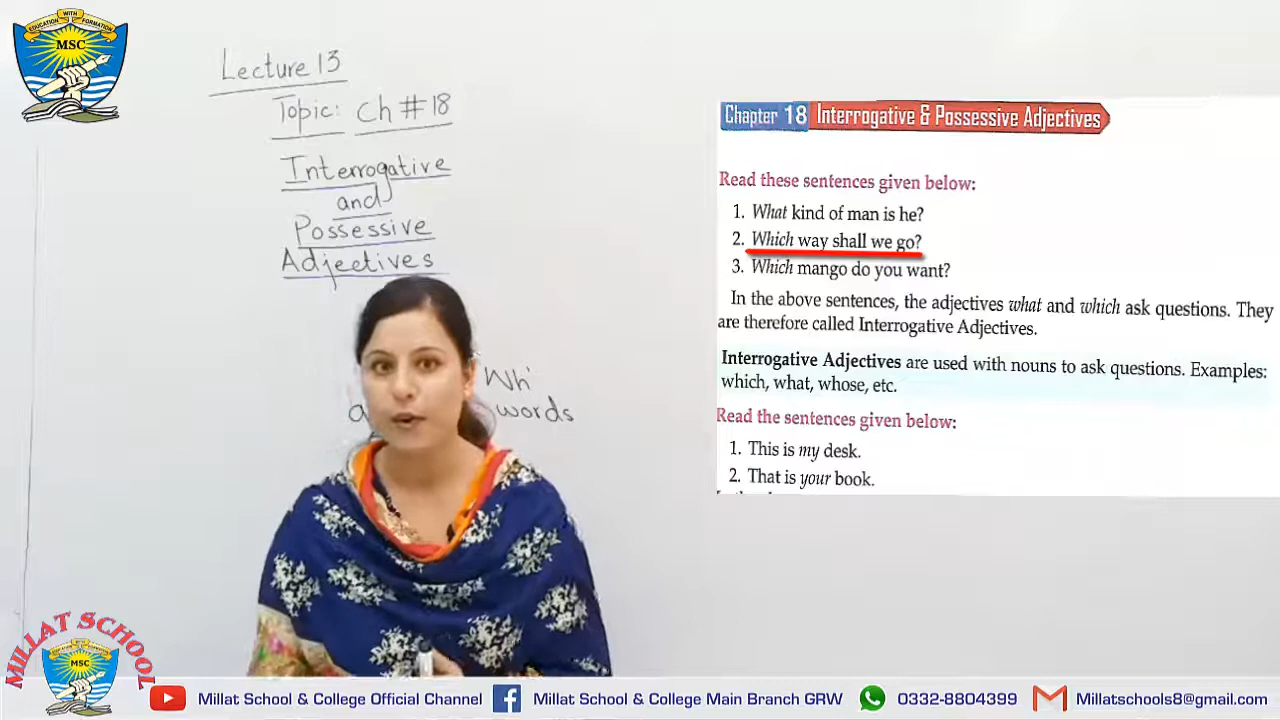 EDUCATION WITH FORMATION
MSC
Lecture 13
Topic: Ch # 18
Interrogative
and
Possessive
Adjectives
Wh'
words
Chapter 18 Interrogative & Possessive Adjectives
Read these sentences given below:
1. What kind of man is he?
2. Which way shall we go?
3. Which mango do you want?
In the above sentences, the adjectives what and which ask questions. They
are therefore called Interrogative Adjectives.
Interrogative Adjectives are used with nouns to ask questions. Examples:
which, what, whose, etc.
Read the sentences given below:
1. This is my desk.
2. That is your book.
MILLAT SCHOOL
MSC
Millat School & College Official Channel
Millat School & College Main Branch GRW
0332-8804399
Millatschools8@gmail.com